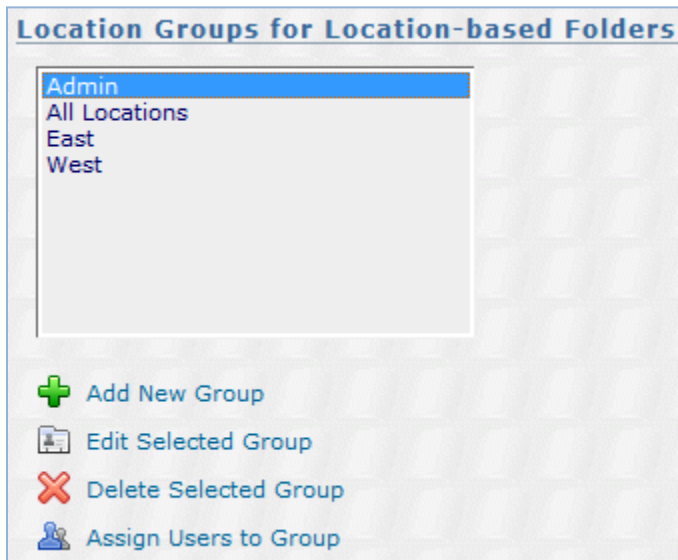 Location Groups for Location-based Folders
Admin
All Locations
East
West
Add New Group
Edit Selected Group
Delete Selected Group
Assign Users to Group